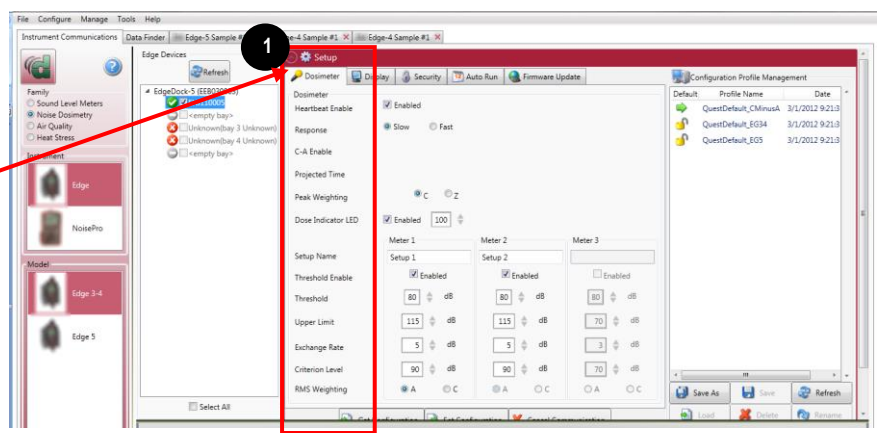 File Configure Manage Tools Help
Instrument Communications Data Finder Edge-5 Sample # e-4 Sample #1 Edge-4 Sample #1
1
Family
Sound Level Meters
Noise Dosimetry
Air Quality
Heat Stress
Instrument
Edge
NoisePro
Model
Edge 3-4
Edge 5
Edge Devices
Refresh
EdgeDock-5
<empty bay>
Unknown(bay 3 Unknown)
Unknown(bay 4 Unknown)
<empty bay>
Select All
Setup
Dosimeter Display Security Auto Run Firmware Update
Dosimeter
Heartbeat Enable Enabled
Response Slow Fast
C-A Enable
Projected Time
Peak Weighting C Z
Dose Indicator LED Enabled 100
Meter 1 Meter 2 Meter 3
Setup Name Setup 1 Setup 2
Threshold Enable Enabled Enabled Enabled
Threshold 80 dB 80 dB 80 dB
Upper Limit 115 dB 115 dB 70 dB
Exchange Rate 5 dB 5 dB 3 dB
Criterion Level 90 dB 90 dB 70 dB
RMS Weighting A C A C A C
Configuration Profile Management
Default Profile Name Date
QuestDefault_CMinusA 3/1/2012 9:21:3
QuestDefault_EG34 3/1/2012 9:21:3
QuestDefault_EG5 3/1/2012 9:21:3
Save As Save Refresh
Load Delete Rename